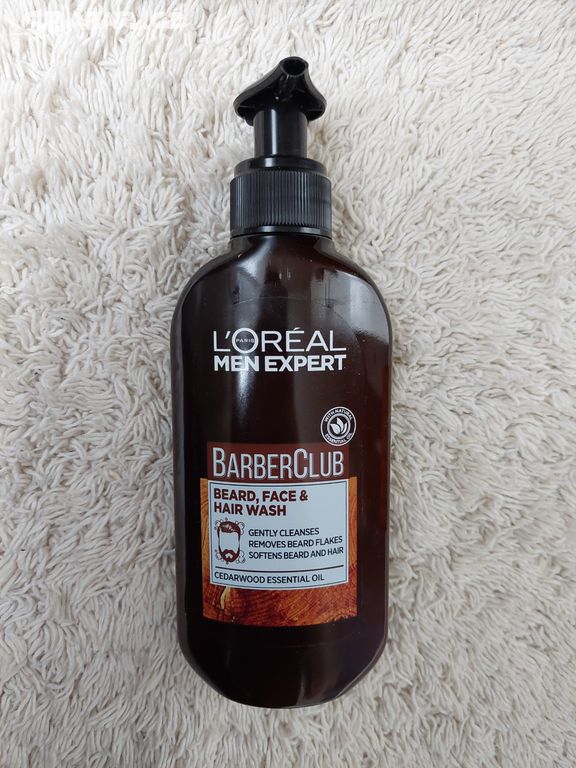 L'ORÉAL
PARIS
MEN EXPERT
WITH NATURAL
ESSENTIAL OIL
BARBERCLUB
BEARD, FACE &
HAIR WASH
GENTLY CLEANSES
REMOVES BEARD FLAKES
SOFTENS BEARD AND HAIR
CEDARWOOD ESSENTIAL OIL